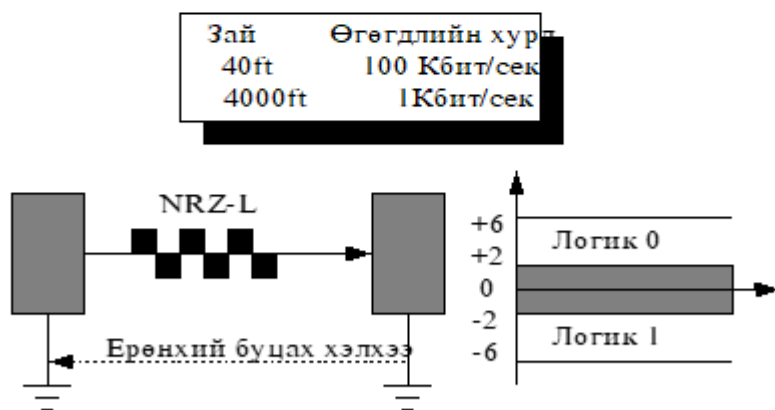 Зай Өгөгдлийн хурд
40ft 100 Кбит/сек
4000ft 1Кбит/сек
NRZ-L
Ерөнхий буцах хэлхээ
+6
Логик 0
+2
0
-2
Логик 1
-6